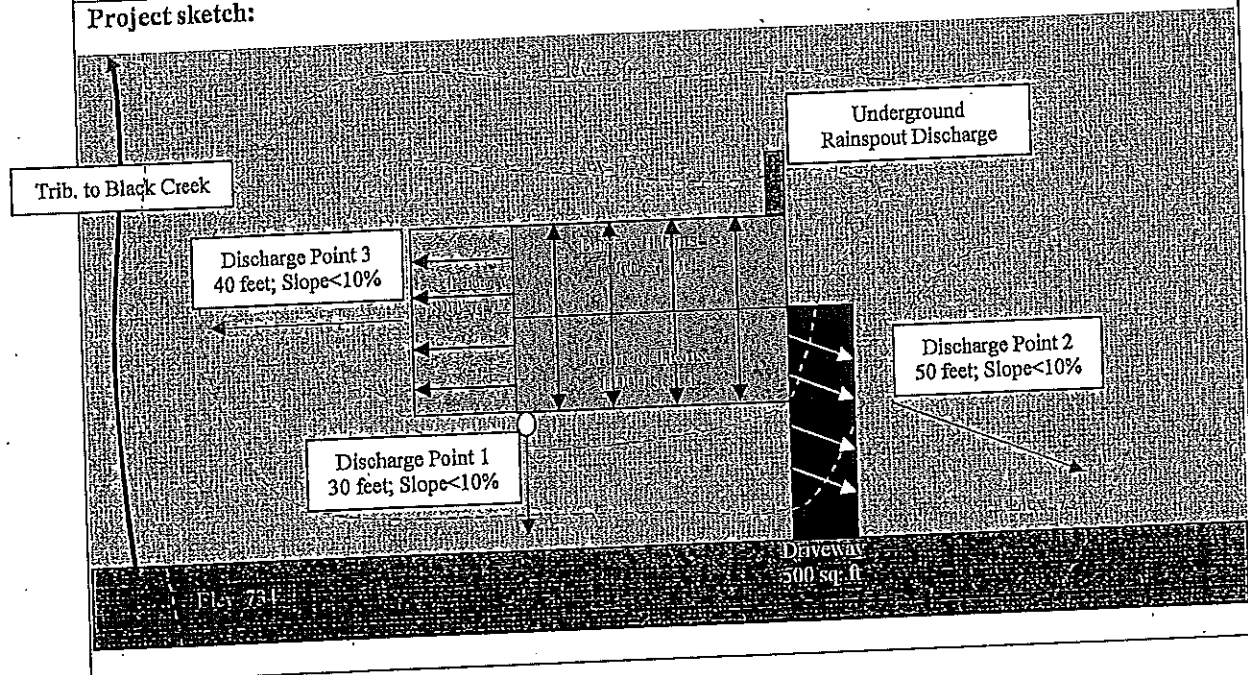 Project sketch:
Underground
Rainspout Discharge
Trib. to Black Creek
Discharge Point 3
40 feet; Slope<10%
Discharge Point 2
50 feet; Slope<10%
Discharge Point 1
30 feet; Slope<10%
Driveway
500 sq. ft